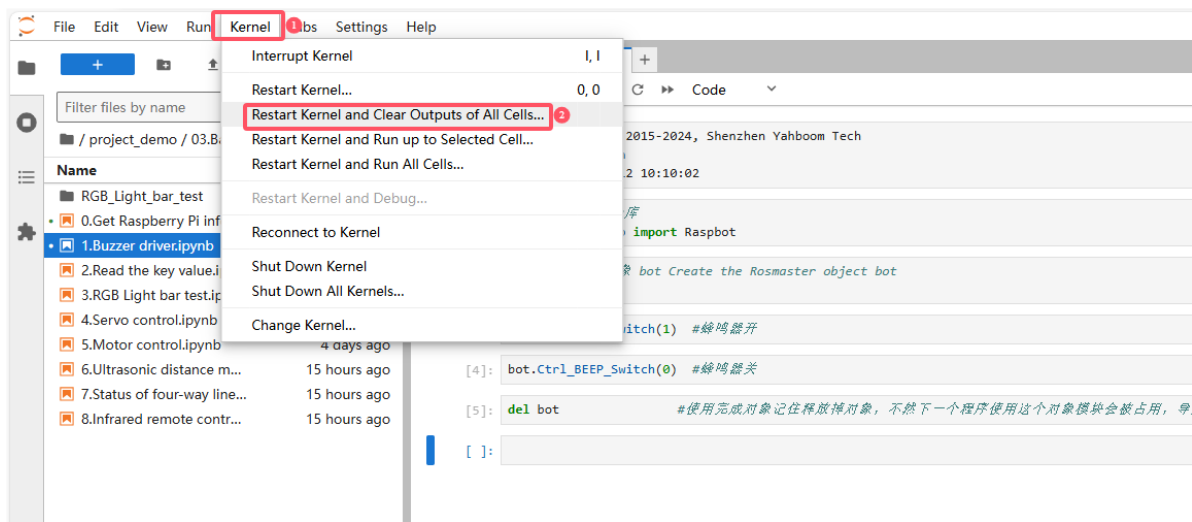 File Edit View Run Kernel 1 bs Settings Help
Interrupt Kernel I, I
Restart Kernel... 0, 0
Restart Kernel and Clear Outputs of All Cells... 2
Restart Kernel and Run up to Selected Cell...
Restart Kernel and Run All Cells...
Restart Kernel and Debug...
Reconnect to Kernel
Shut Down Kernel
Shut Down All Kernels...
Change Kernel...
Filter files by name
/ project_demo / 03.Ba
Name
RGB_Light_bar_test
0.Get Raspberry Pi inf
1.Buzzer driver.ipynb
2.Read the key value.i
3.RGB Light bar test.ip
4.Servo control.ipynb
5.Motor control.ipynb 4 days ago
6.Ultrasonic distance m... 15 hours ago
7.Status of four-way line... 15 hours ago
8.Infrared remote contr... 15 hours ago
Code
2015-2024, Shenzhen Yahboom Tech
2 10:10:02
库
import Raspbot
bot Create the Rosmaster object bot
itch(1) #蜂鸣器开
[4]: bot.Ctrl_BEEP_Switch(0) #蜂鸣器关
[5]: del bot #使用完成对象记住释放掉对象，不然下一个程序使用这个对象模块会被占用，导
[ ]: